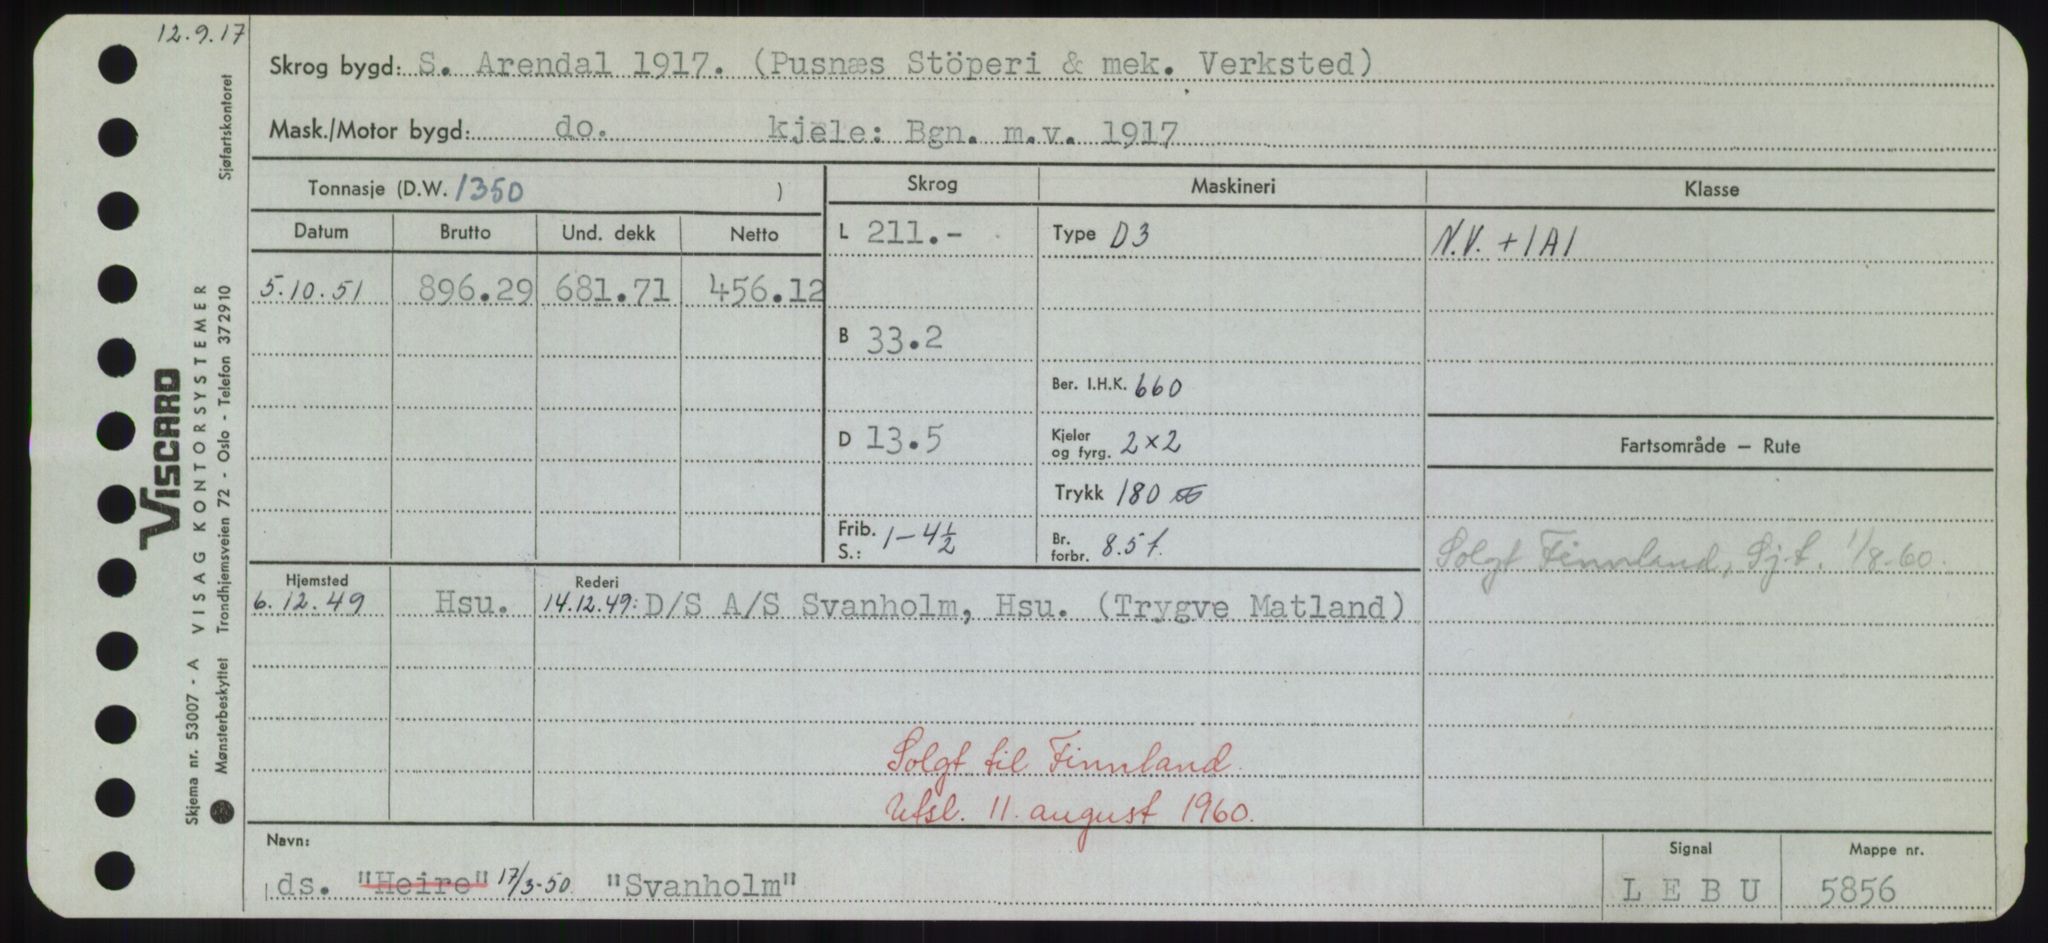 12.9.17
Skrog bygd: S. Arendal 1917. (Pusnæs Stöperi & mek. Verksted)
Mask./Motor bygd: do. kjele: Bgn. m.v. 1917
Tonnasje (D.W. 1350 )
Skrog Maskineri Klasse
Datum Brutto Und. dekk Netto
L 211.- Type D3 N.V. +1A1
5.10.51 896.29 681.71 456.12
B 33.2
Ber. I.H.K. 660
D 13.5 Kjeler og fyrg. 2x2 Fartsområde – Rute
Trykk 180
Frib. S.: 1-4½ Br. forbr. 8.5 t. Solgt Finnland, Sj.t. 1/8-60.
Hjemsted Rederi
6.12.49 Hsu. 14.12.49: D/S A/S Svanholm, Hsu. (Trygve Matland)
Solgt til Finnland
Utsl. 11. august 1960.
Navn: Signal Mappe nr.
ds. "Heire" 17/3-50 "Svanholm" L E B U 5856
Sjøfartskontoret
VISCARD
VISAG KONTORSYSTEMER
Trondhjemsveien 72 - Oslo - Telefon 372910
Skjema nr. 53007 - A
Mønsterbeskyttet